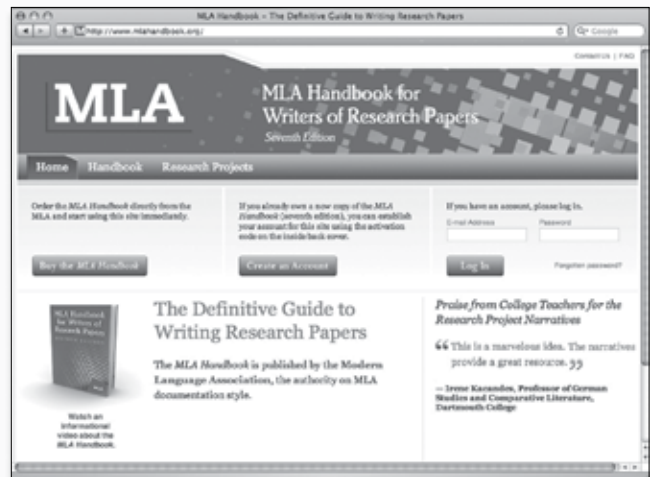 MLA Handbook – The Definitive Guide to Writing Research Papers
http://www.mlahandbook.org/
Google
Contact Us | FAQ
MLA
MLA Handbook for
Writers of Research Papers
Seventh Edition
Home Handbook Research Projects
Order the MLA Handbook directly from the
MLA and start using this site immediately.
Buy the MLA Handbook
If you already own a new copy of the MLA
Handbook (seventh edition), you can establish
your account for this site using the activation
code on the inside back cover.
Create an Account
If you have an account, please log in.
E-mail Address Password
Log In Forgotten password?
MLA Handbook
for Writers of
Research Papers
MLA
Watch an
informational
video about the
MLA Handbook.
The Definitive Guide to
Writing Research Papers
The MLA Handbook is published by the Modern
Language Association, the authority on MLA
documentation style.
Praise from College Teachers for the
Research Project Narratives
“This is a marvelous idea. The narratives
provide a great resource.”
— Irene Kacandes, Professor of German
Studies and Comparative Literature,
Dartmouth College